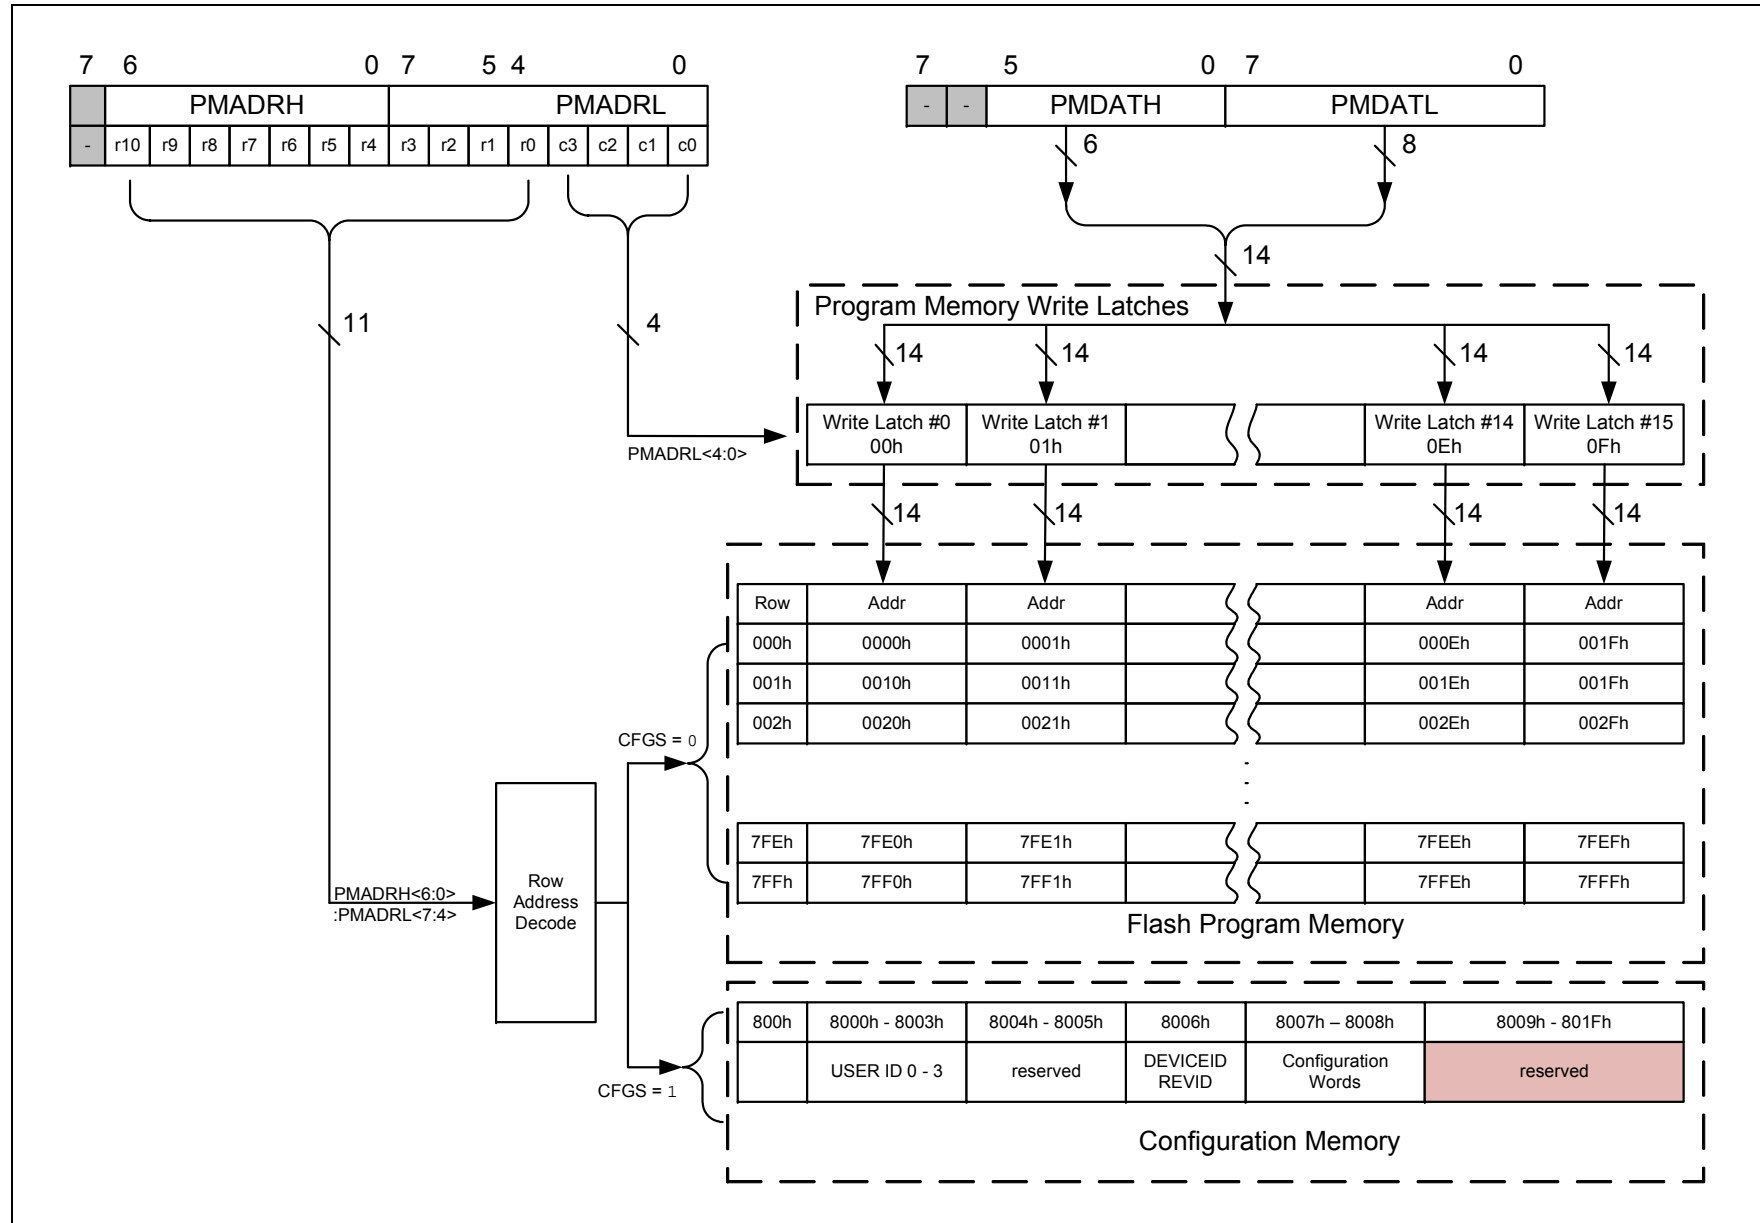 7 6 0 7 5 4 0
PMADRH PMADRL
- r10 r9 r8 r7 r6 r5 r4 r3 r2 r1 r0 c3 c2 c1 c0
7 5 0 7 0
- - PMDATH PMDATL
6 8
14
11 4
Program Memory Write Latches
14 14 14 14
PMADRL<4:0>
Write Latch #0 Write Latch #1 Write Latch #14 Write Latch #15
00h 01h 0Eh 0Fh
14 14 14 14
Row Addr Addr Addr Addr
000h 0000h 0001h 000Eh 001Fh
001h 0010h 0011h 001Eh 001Fh
002h 0020h 0021h 002Eh 002Fh
CFGS = 0
7FEh 7FE0h 7FE1h 7FEEh 7FEFh
7FFh 7FF0h 7FF1h 7FFEh 7FFFh
Flash Program Memory
PMADRH<6:0>
:PMADRL<7:4>
Row
Address
Decode
CFGS = 1
800h 8000h - 8003h 8004h - 8005h 8006h 8007h – 8008h 8009h - 801Fh
USER ID 0 - 3 reserved DEVICEID Configuration reserved
REVID Words
Configuration Memory